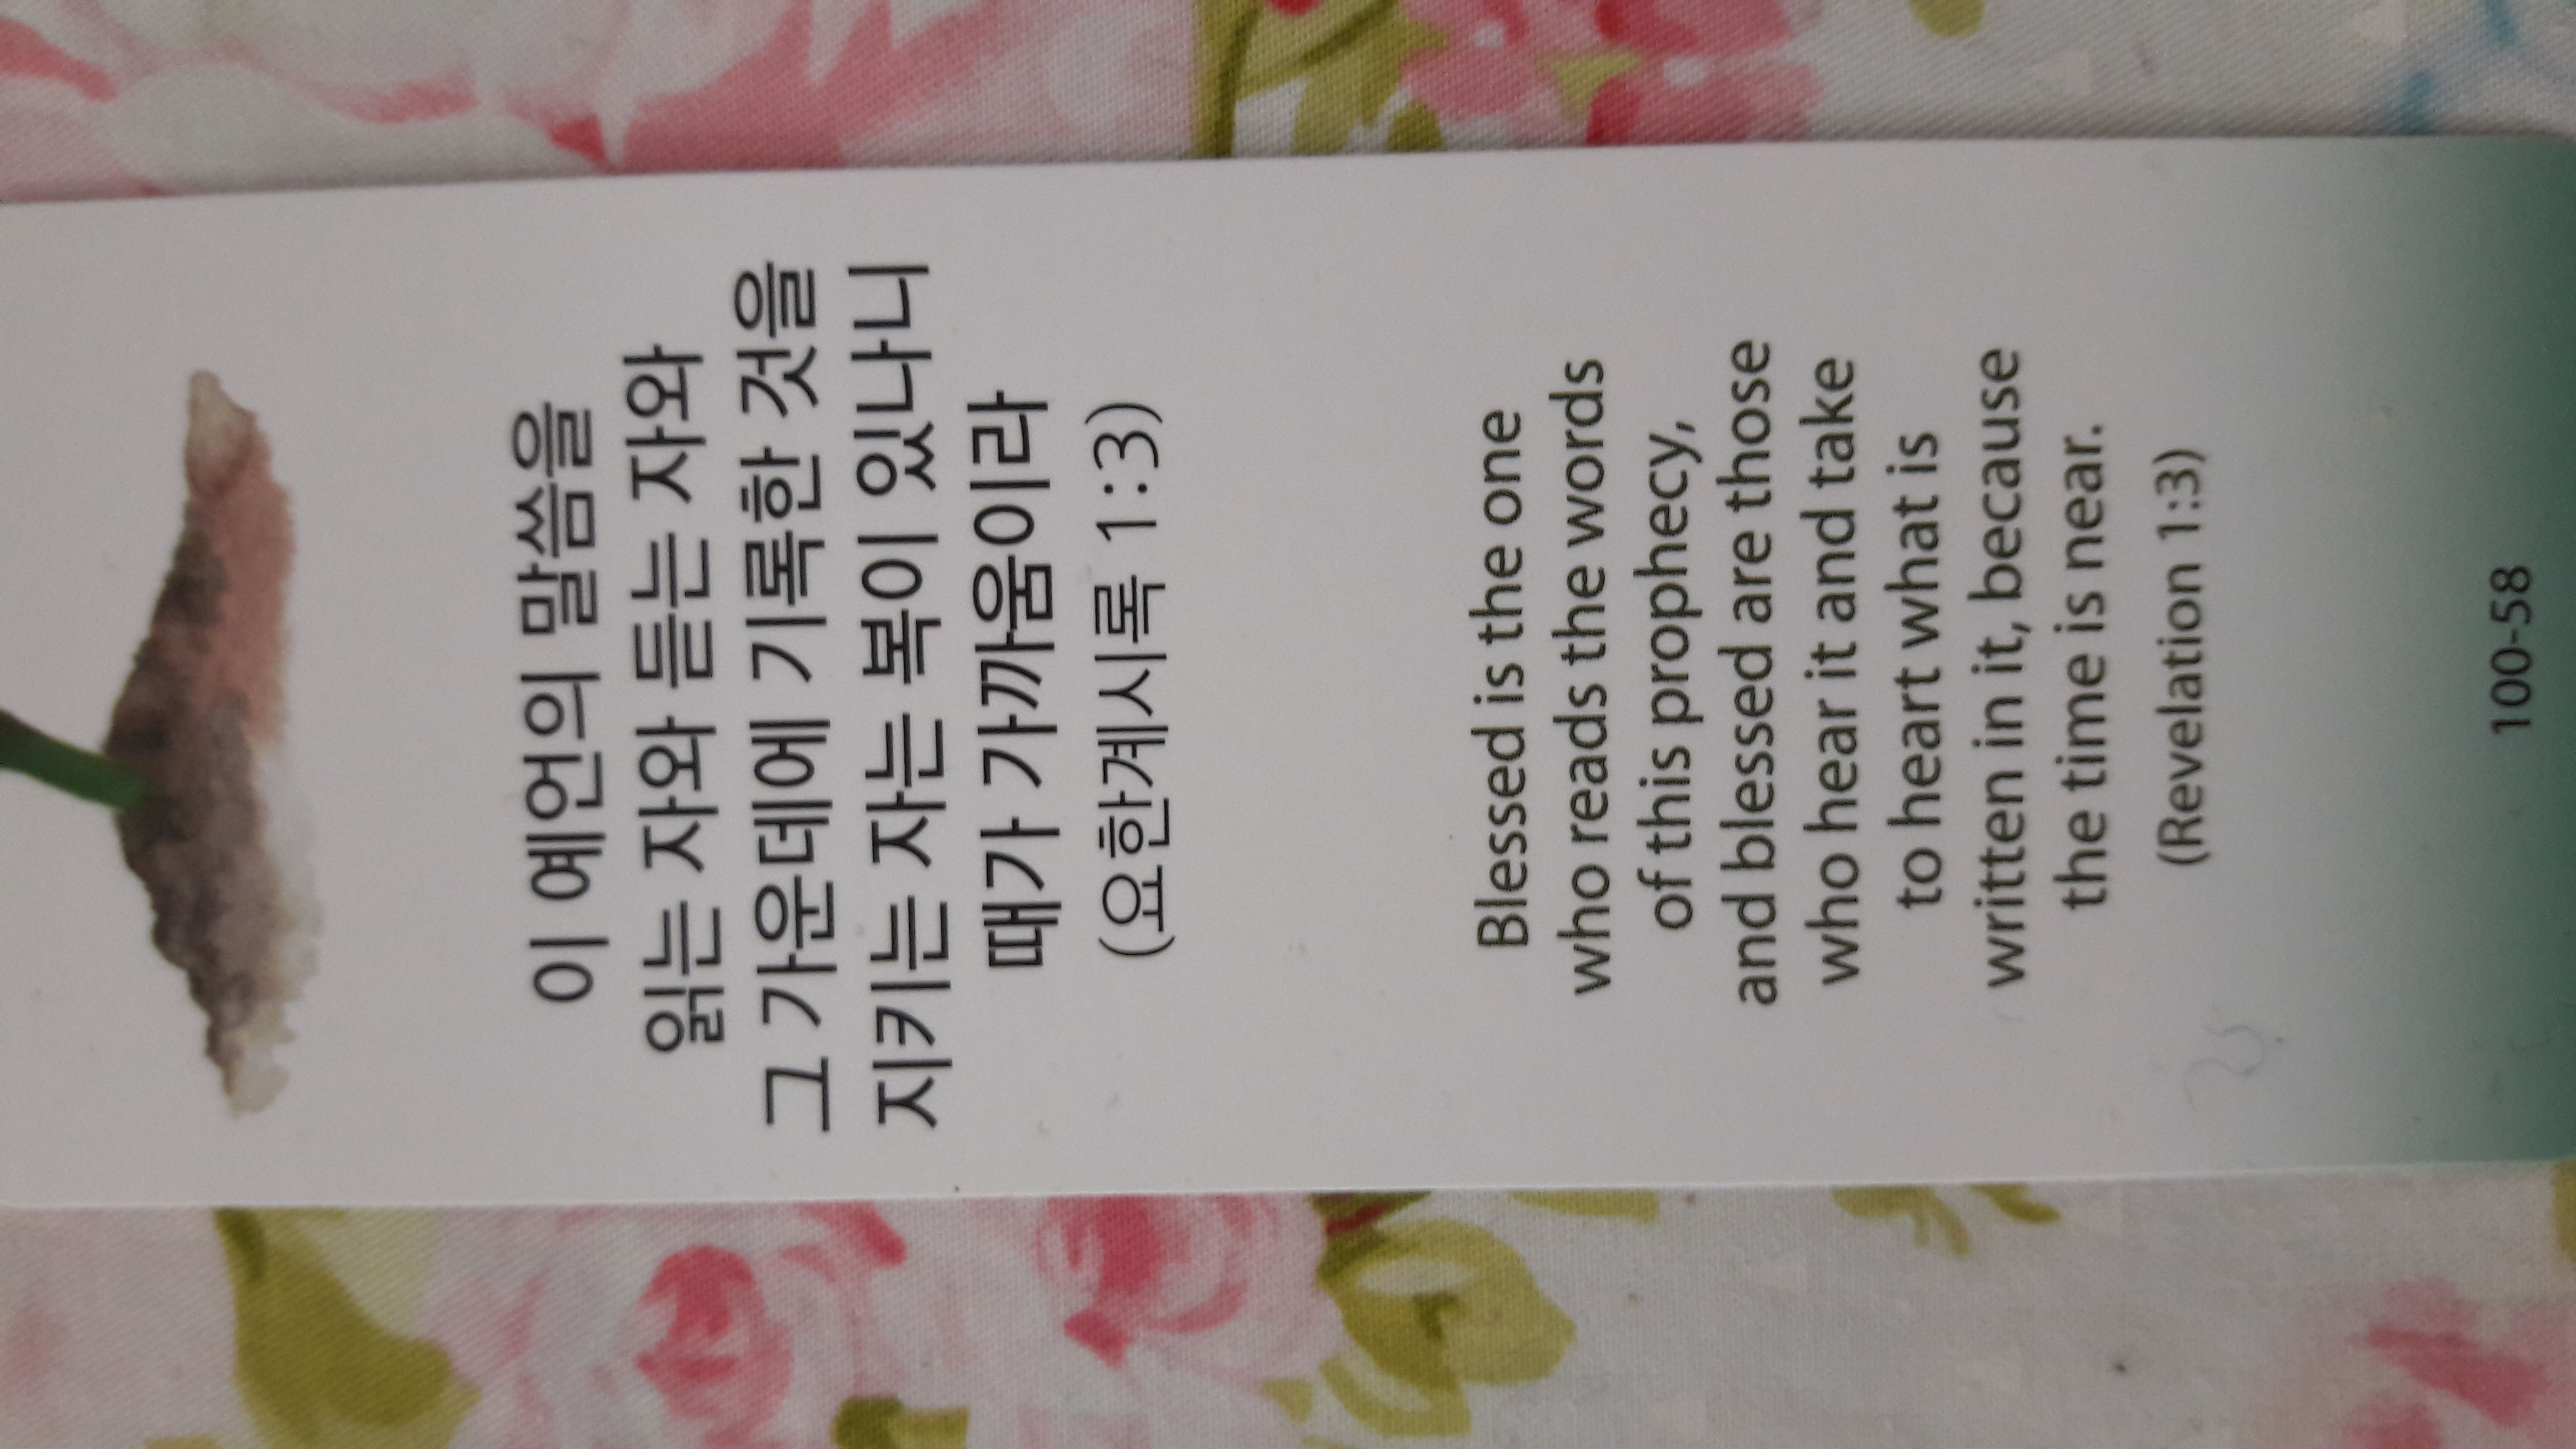 이 예언의 말씀을
읽는 자와 듣는 자와
그 가운데에 기록한 것을
지키는 자는 복이 있나니
때가 가까움이라
(요한계시록 1:3)
Blessed is the one
who reads the words
of this prophecy,
and blessed are those
who hear it and take
to heart what is
written in it, because
the time is near.
(Revelation 1:3)
100-58